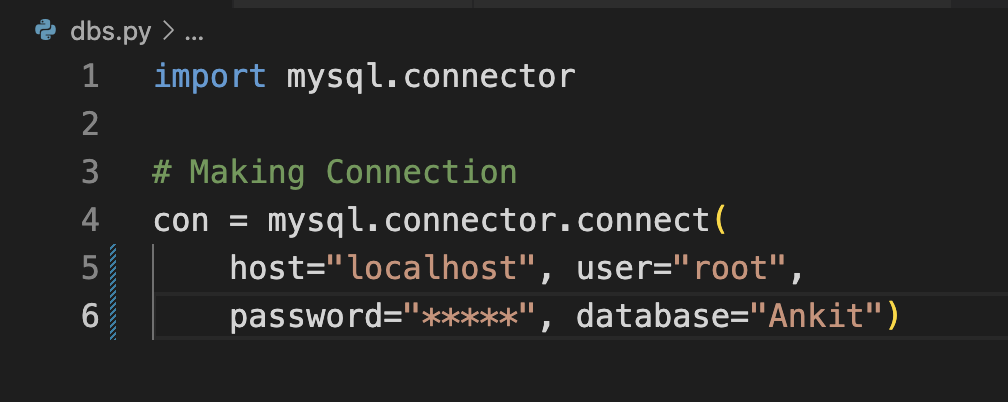 dbs.py > ...
1 import mysql.connector
2
3 # Making Connection
4 con = mysql.connector.connect(
5     host="localhost", user="root",
6     password="*****", database="Ankit")